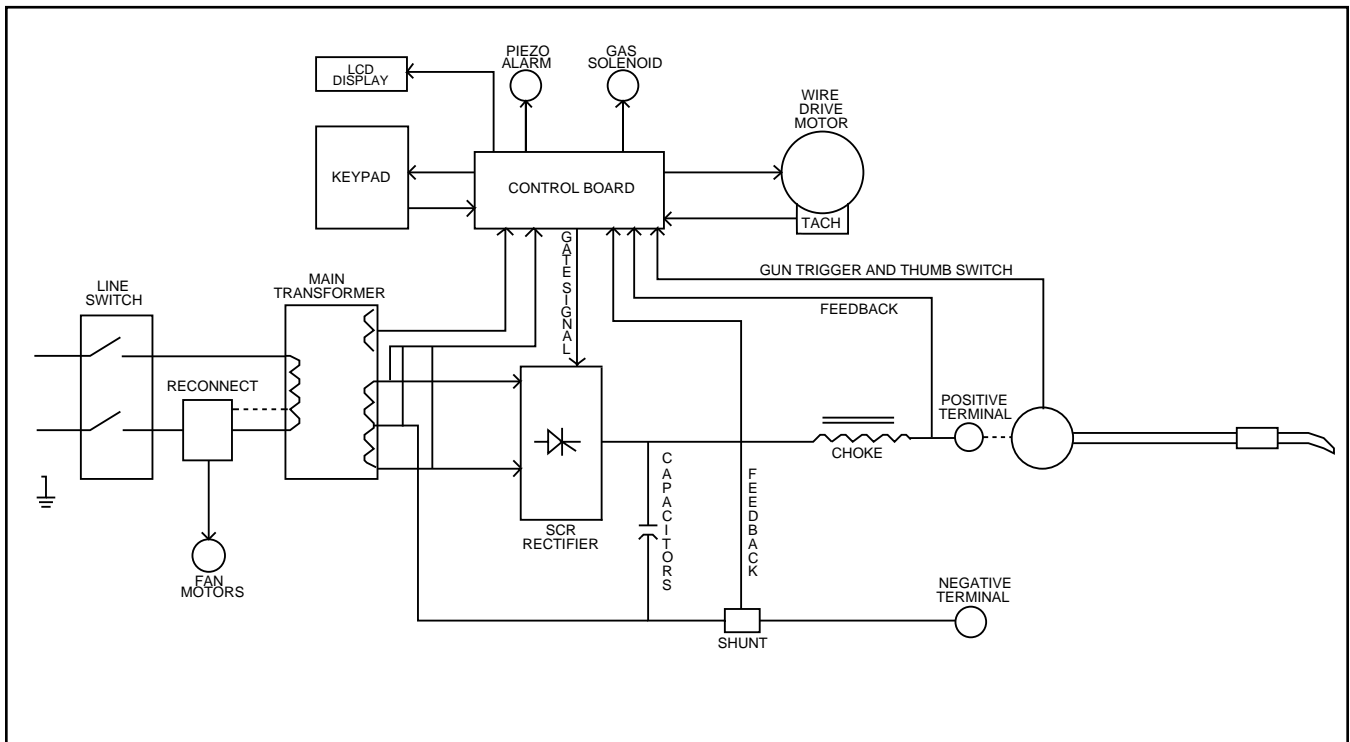 PIEZO
ALARM
GAS
SOLENOID
LCD
DISPLAY
WIRE
DRIVE
MOTOR
KEYPAD
CONTROL BOARD
TACH
GATE SIGNAL
GUN TRIGGER AND THUMB SWITCH
FEEDBACK
LINE
SWITCH
MAIN
TRANSFORMER
RECONNECT
POSITIVE
TERMINAL
CHOKE
CAPACITORS
FEEDBACK
SCR
RECTIFIER
FAN
MOTORS
NEGATIVE
TERMINAL
SHUNT